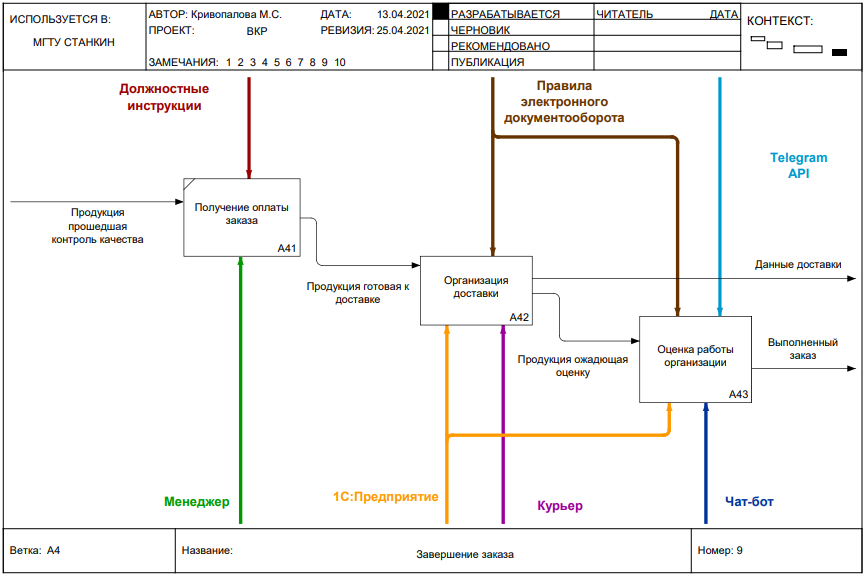 ИСПОЛЬЗУЕТСЯ В:
МГТУ СТАНКИН
АВТОР: Кривопалова М.С.
ДАТА: 13.04.2021
ПРОЕКТ: ВКР
РЕВИЗИЯ: 25.04.2021
ЗАМЕЧАНИЯ: 1 2 3 4 5 6 7 8 9 10
РАЗРАБАТЫВАЕТСЯ
ЧЕРНОВИК
РЕКОМЕНДОВАНО
ПУБЛИКАЦИЯ
ЧИТАТЕЛЬ
ДАТА
КОНТЕКСТ:
Должностные
инструкции
Правила
электронного
документооборота
Telegram
API
Продукция
прошедшая
контроль качества
Получение оплаты
заказа
A41
Продукция готовая к
доставке
Организация
доставки
A42
Данные доставки
Продукция ожадющая
оценку
Оценка работы
организации
A43
Выполненный
заказ
Менеджер
1С:Предприятие
Курьер
Чат-бот
Ветка: A4
Название:
Завершение заказа
Номер: 9